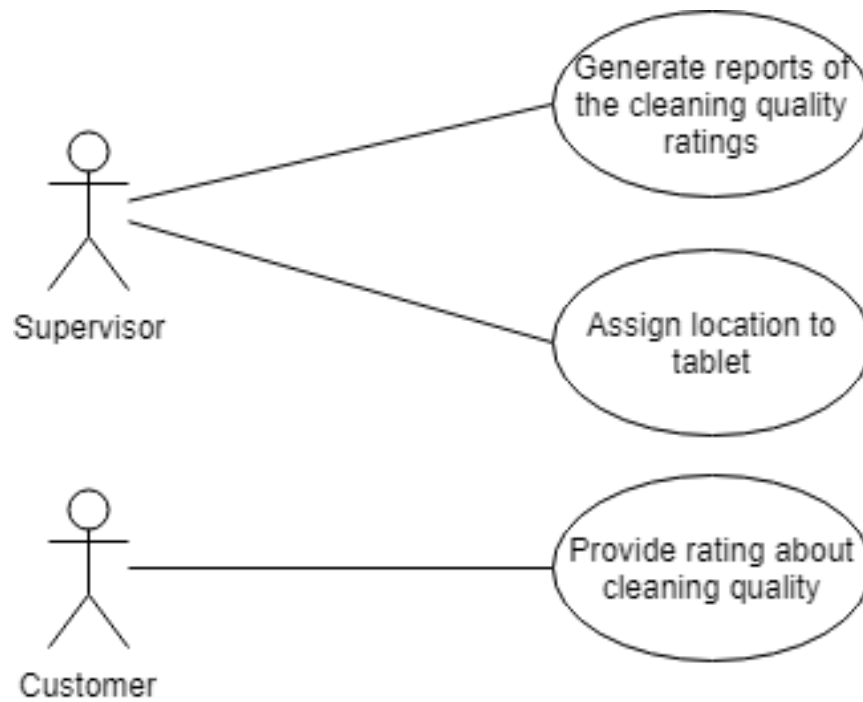 Generate reports of
the cleaning quality
ratings
Supervisor
Assign location to
tablet
Provide rating about
cleaning quality
Customer